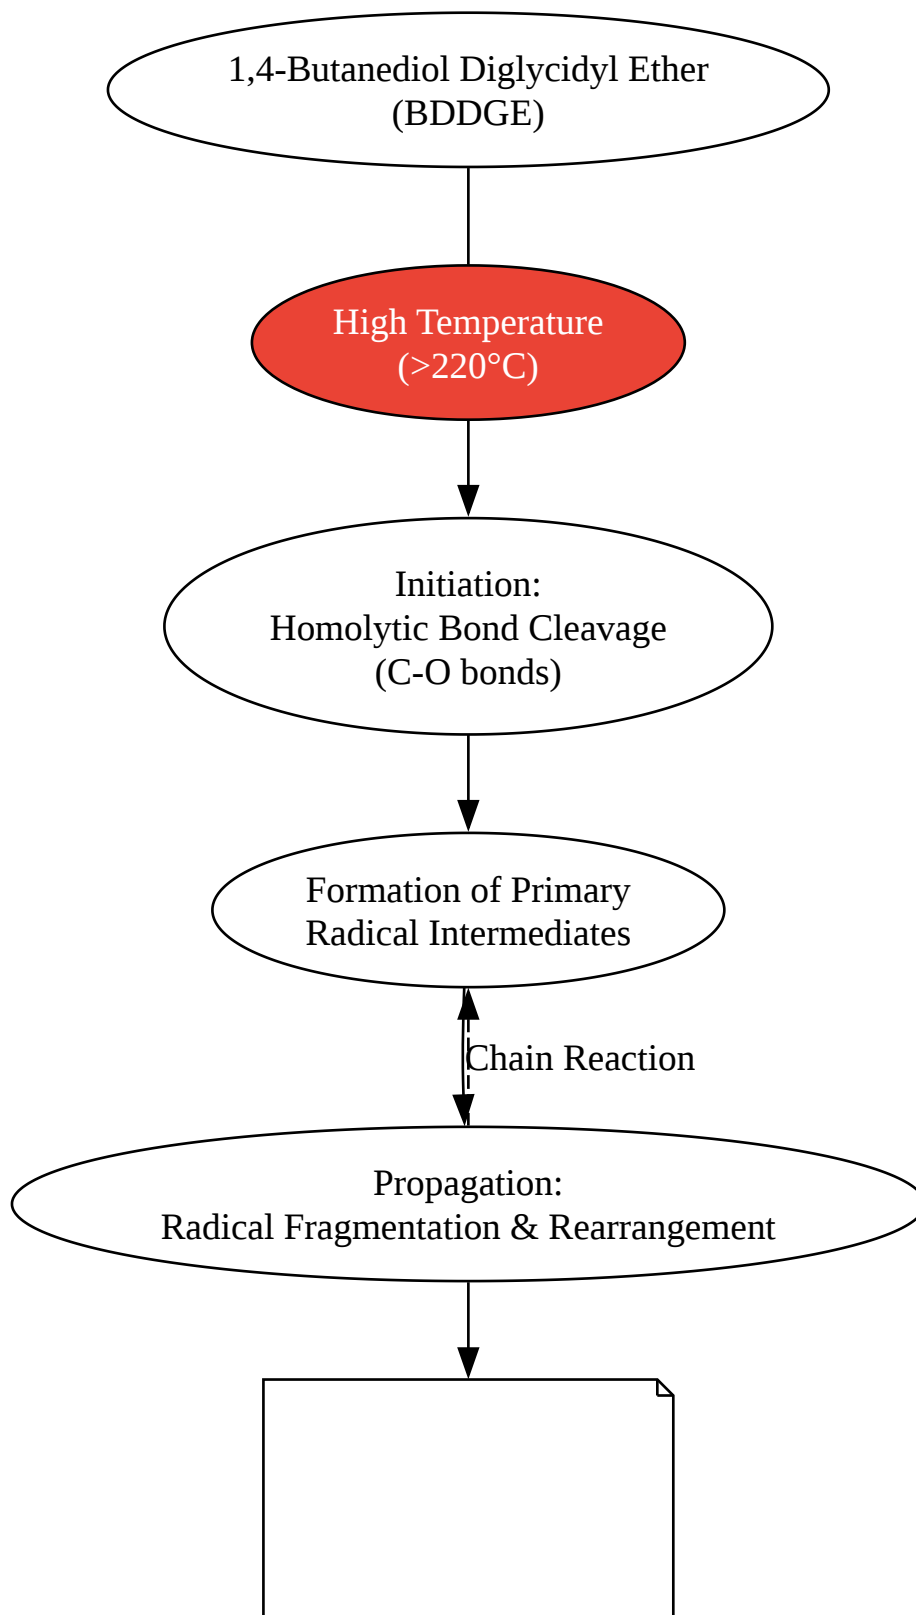 1,4-Butanediol Diglycidyl Ether
(BDDGE)
High Temperature
(>220°C)
Initiation:
Homolytic Bond Cleavage
(C-O bonds)
Formation of Primary
Radical Intermediates
Chain Reaction
Propagation:
Radical Fragmentation & Rearrangement